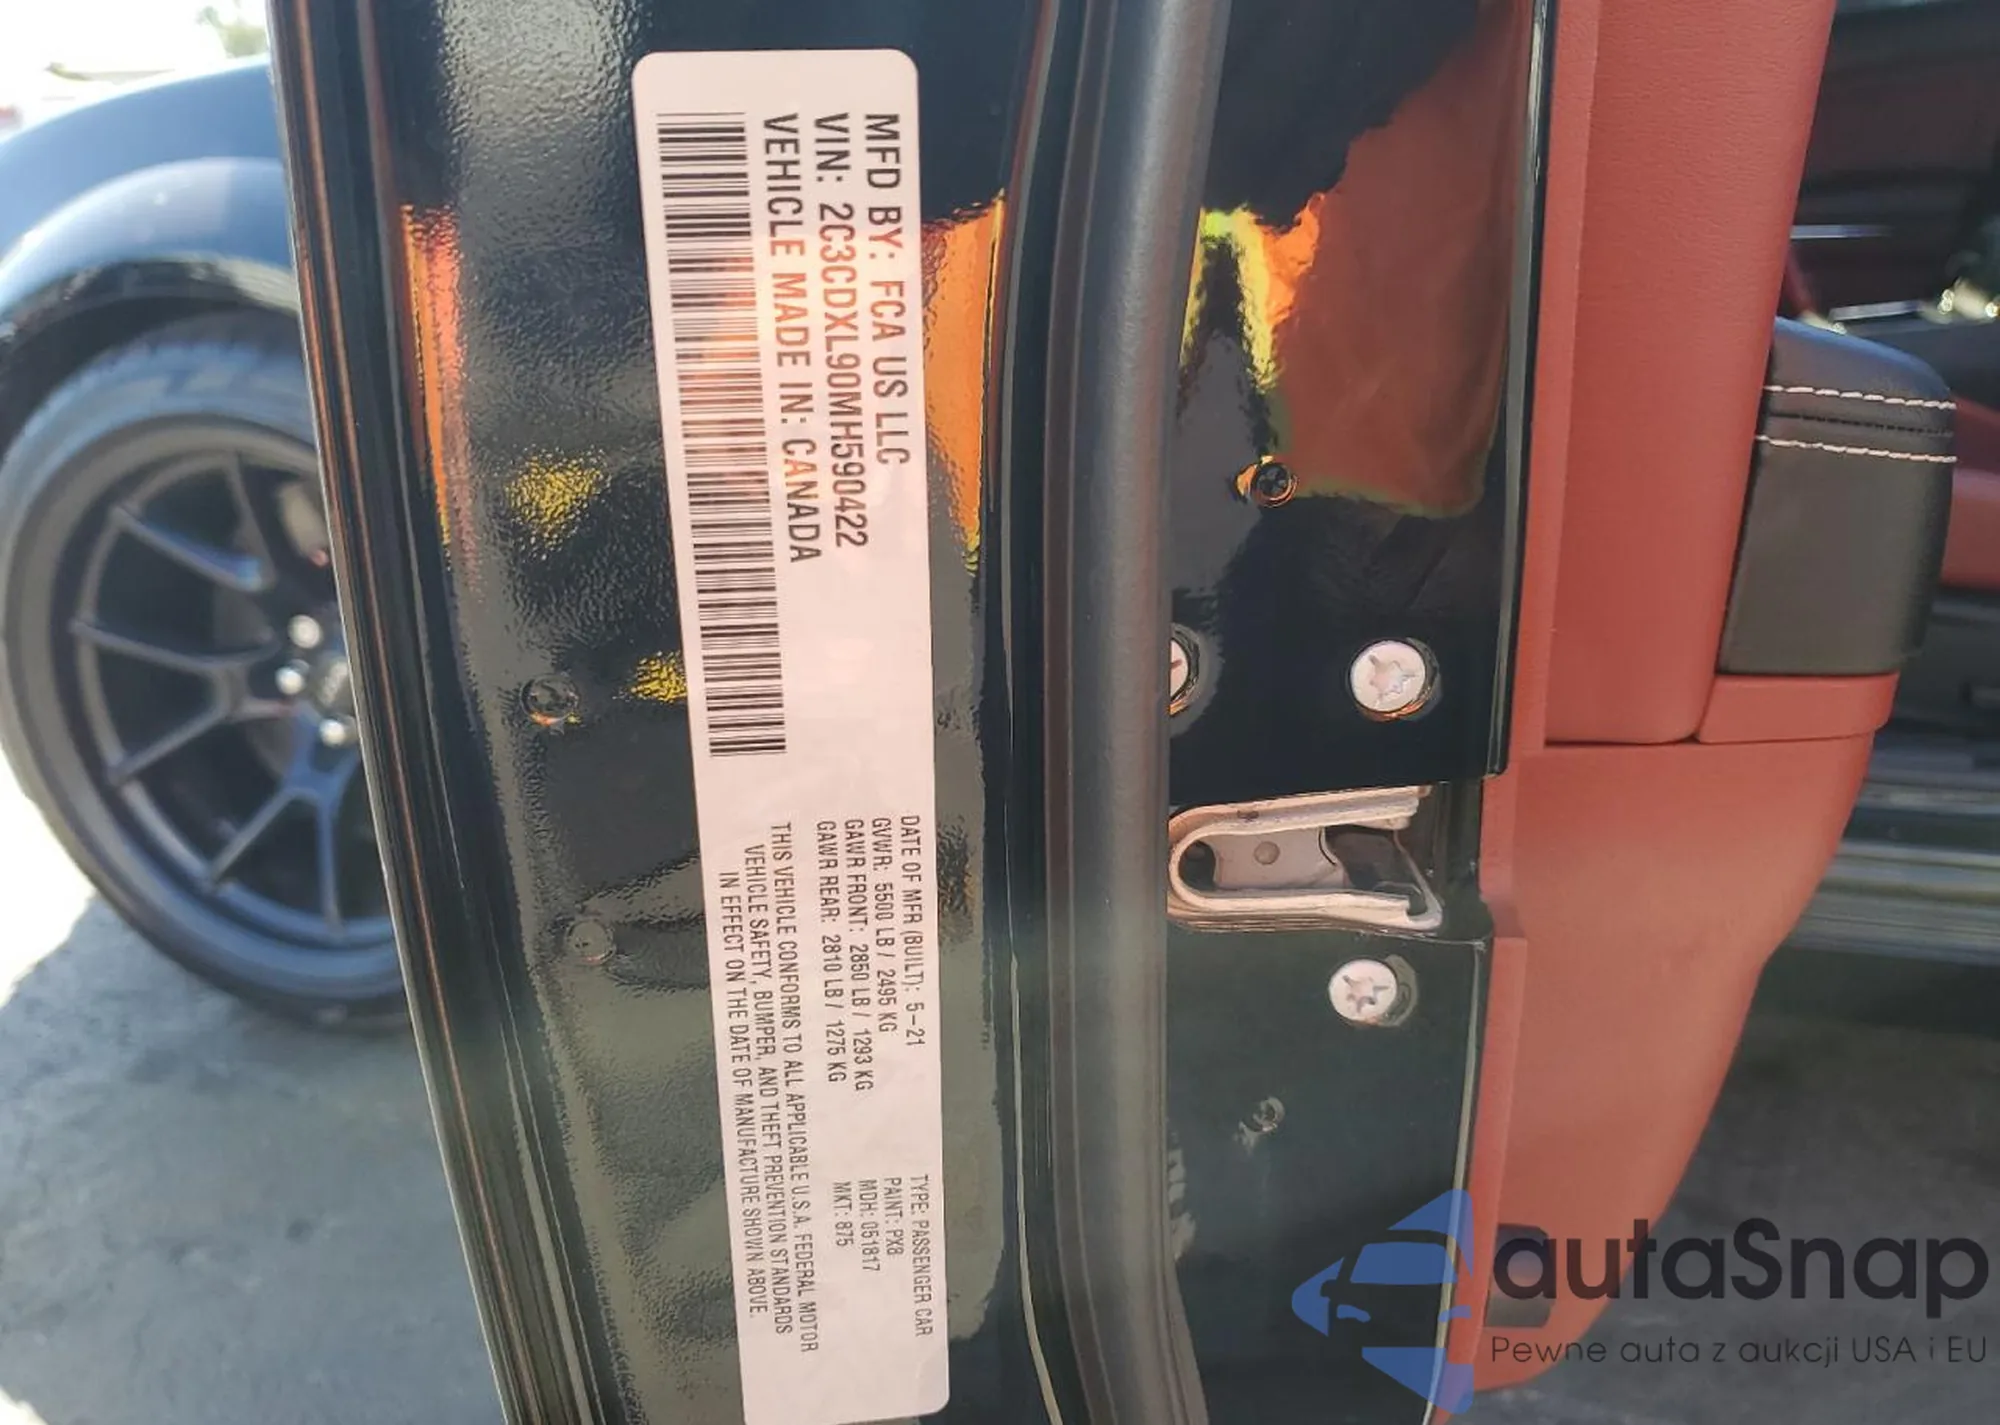 MFD BY: FCA US LLC
VIN: 2C3CDXL90MH590422
VEHICLE MADE IN: CANADA
DATE OF MFR (BUILT): 5-21
GVWR: 5500 LB / 2495 KG
GAWR FRONT: 2850 LB / 1293 KG
GAWR REAR: 2810 LB / 1275 KG
THIS VEHICLE CONFORMS TO ALL APPLICABLE U.S.A. FEDERAL MOTOR
VEHICLE SAFETY, BUMPER, AND THEFT PREVENTION STANDARDS
IN EFFECT ON THE DATE OF MANUFACTURE SHOWN ABOVE.
TYPE: PASSENGER CAR
PAINT: PX8
MDH: 051817
MKT: 875
autaSnap
Pewne auta z aukcji USA i EU